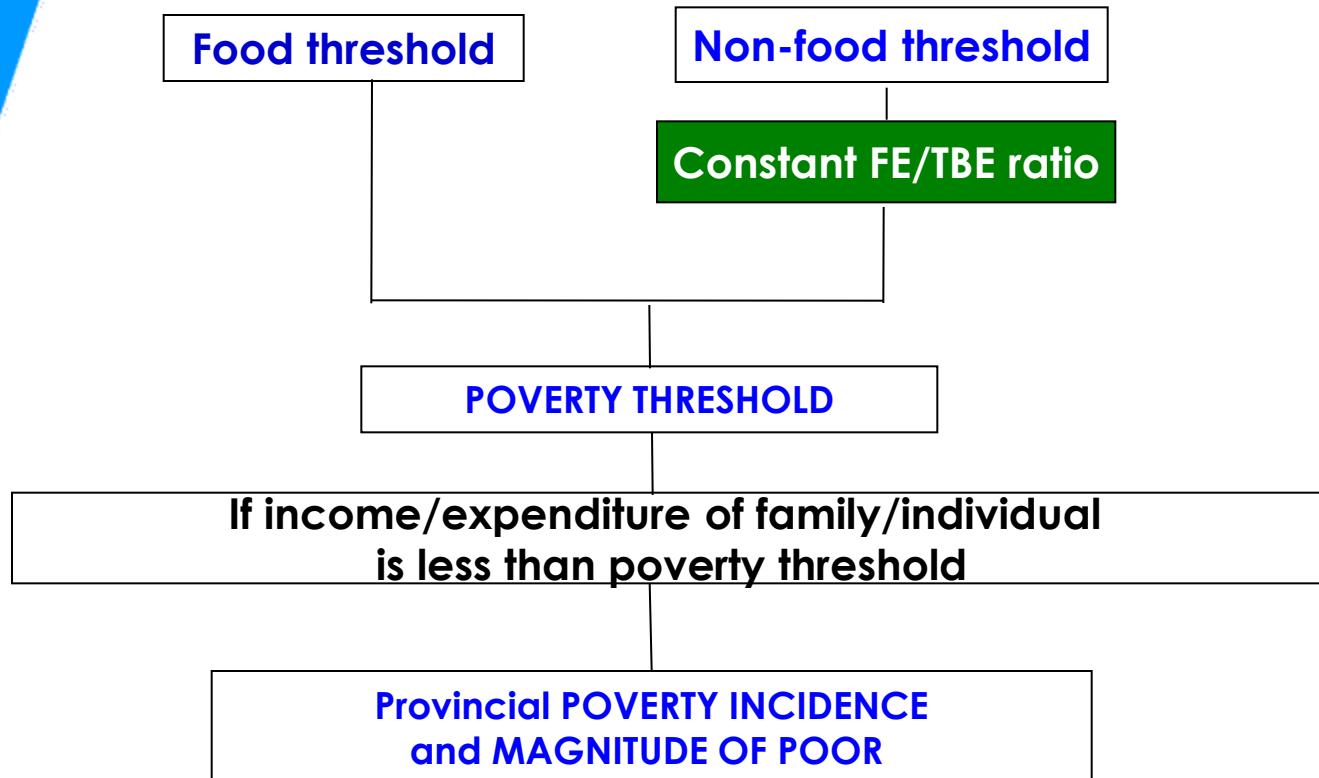 Food threshold
Non-food threshold
Constant FE/TBE ratio
POVERTY THRESHOLD
If income/expenditure of family/individual
is less than poverty threshold
Provincial POVERTY INCIDENCE
and MAGNITUDE OF POOR